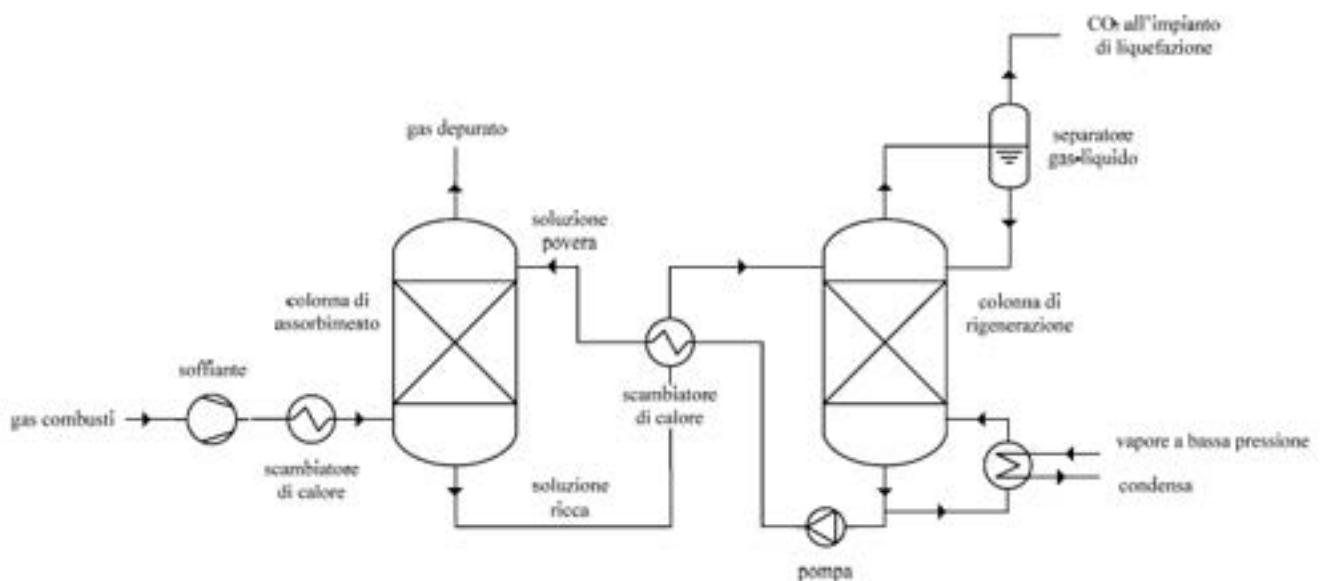 CO₂ all'impianto
di liquefazione
gas depurato
separatore
gas-liquido
soluzione
povera
colonna di
assorbimento
colonna di
rigenerazione
soffiante
scambiatore
di calore
gas combusti
vapore a bassa pressione
scambiatore
di calore
soluzione
ricca
condensa
pompa